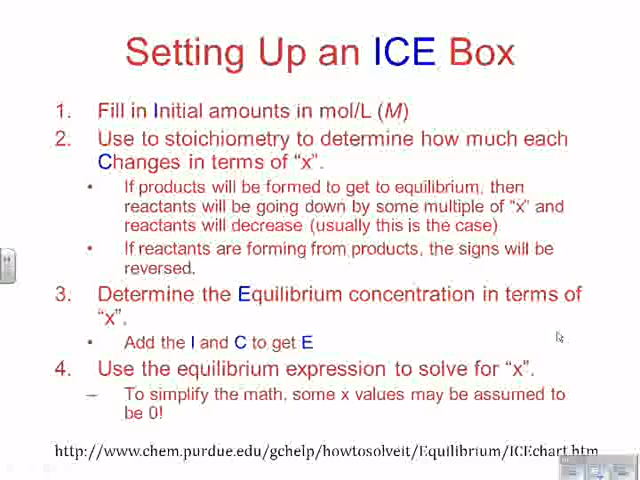 Setting Up an ICE Box
1. Fill in Initial amounts in mol/L (M)
2. Use to stoichiometry to determine how much each
Changes in terms of “x”.
• If products will be formed to get to equilibrium, then
reactants will be going down by some multiple of “x” and
reactants will decrease (usually this is the case)
• If reactants are forming from products, the signs will be
reversed.
3. Determine the Equilibrium concentration in terms of
“x”.
• Add the I and C to get E
4. Use the equilibrium expression to solve for “x”.
– To simplify the math, some x values may be assumed to
be 0!
http://www.chem.purdue.edu/gchelp/howtosolveit/Equilibrium/ICEchart.htm